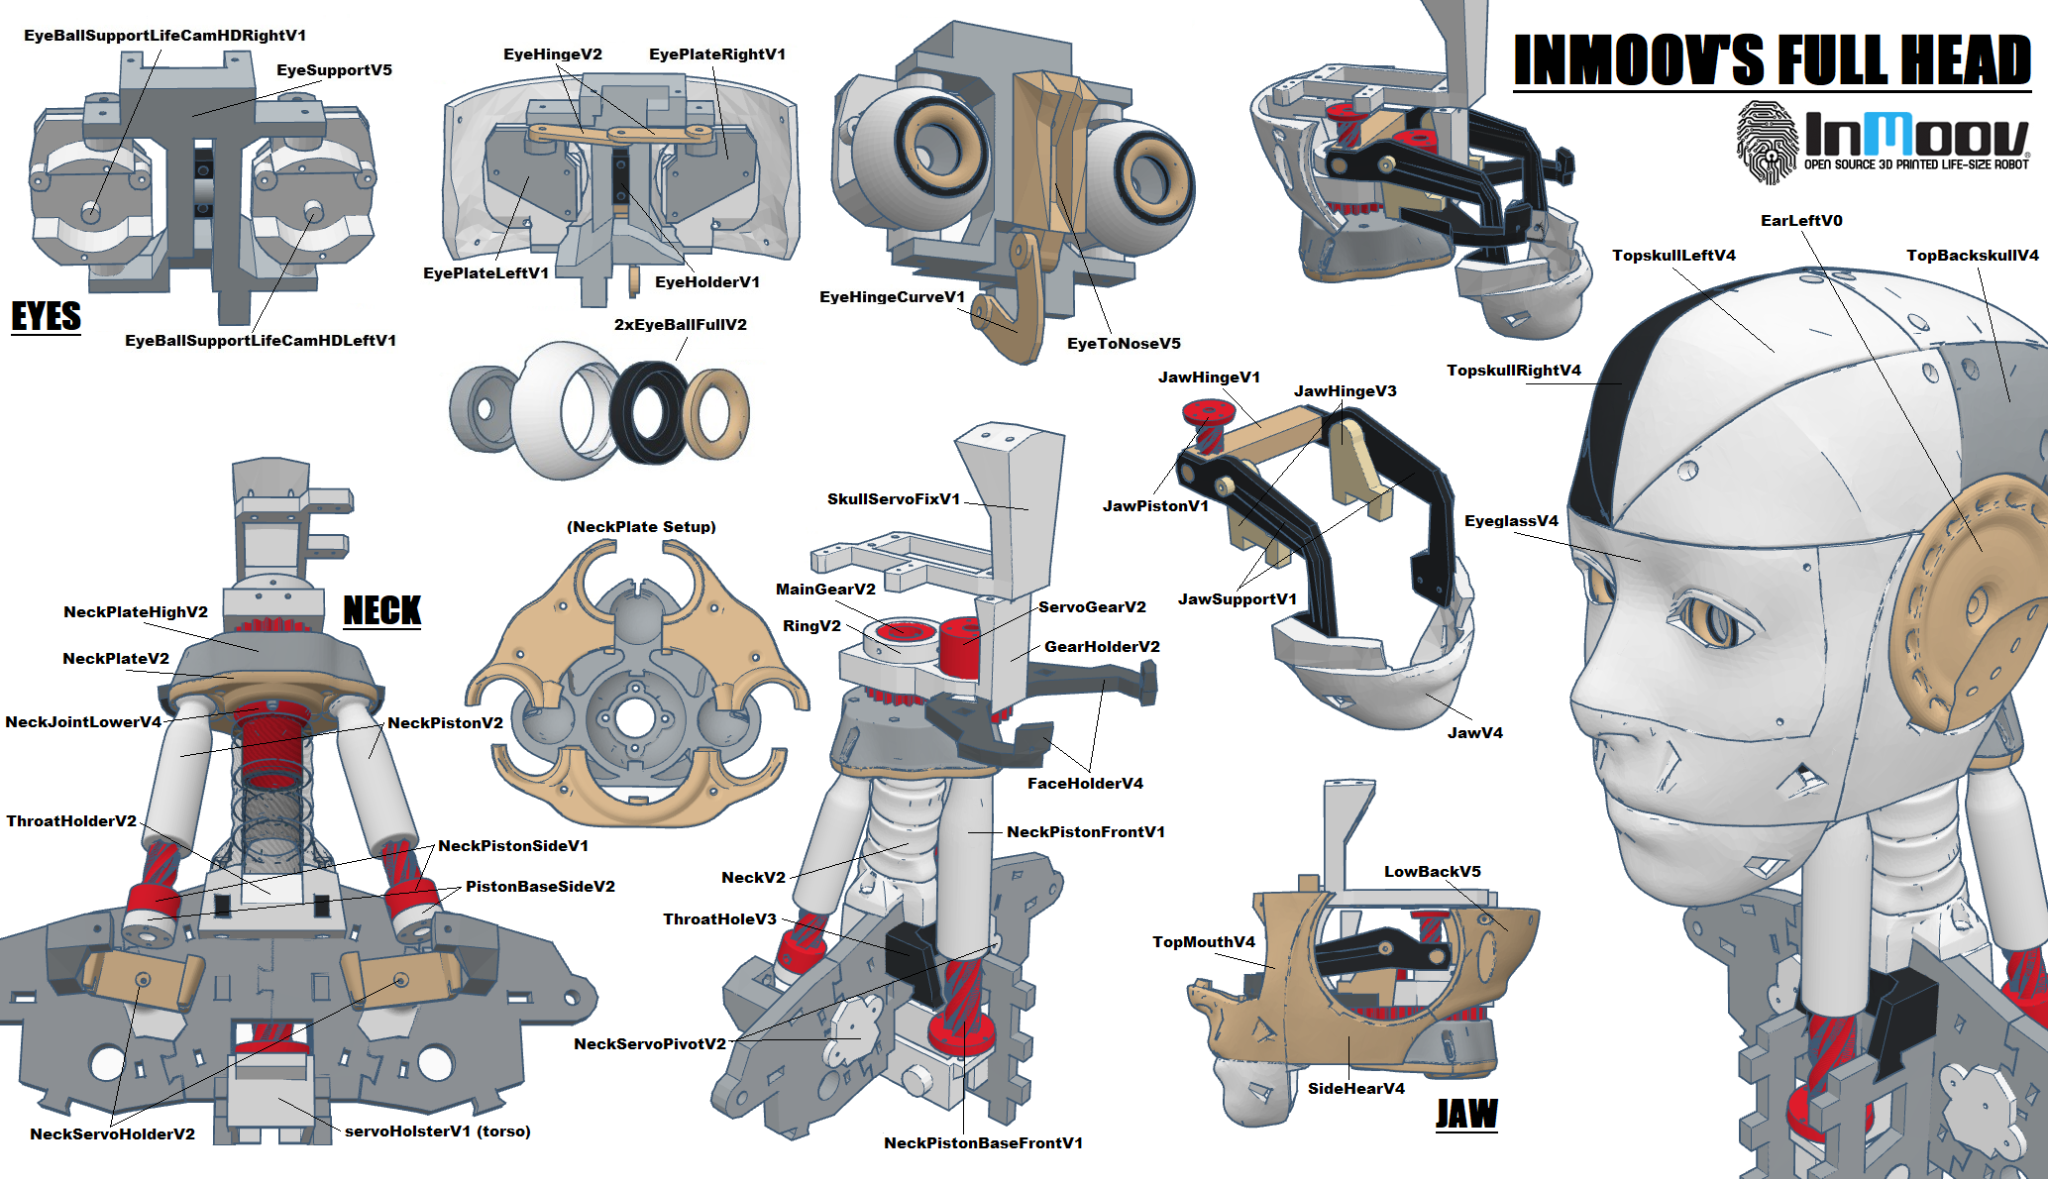 INMOOV'S FULL HEAD
InMoov
OPEN SOURCE 3D PRINTED LIFE-SIZE ROBOT
EyeBallSupportLifeCamHDRightV1
EyeSupportV5
EyeHingeV2
EyePlateRightV1
EyePlateLeftV1
EyeHolderV1
EyeHingeCurveV1
EyeToNoseV5
EYES
EyeBallSupportLifeCamHDLeftV1
2xEyeBallFullV2
EarLeftV0
TopskullLeftV4
TopBackskullV4
TopskullRightV4
EyeglassV4
JawHingeV1
JawHingeV3
JawPistonV1
JawSupportV1
JawV4
SkullServoFixV1
(NeckPlate Setup)
MainGearV2
RingV2
ServoGearV2
GearHolderV2
FaceHolderV4
NECK
NeckPlateHighV2
NeckPlateV2
NeckJointLowerV4
NeckPistonV2
ThroatHolderV2
NeckPistonSideV1
PistonBaseSideV2
NeckPistonFrontV1
NeckV2
ThroatHoleV3
NeckServoPivotV2
NeckServoHolderV2
servoHolsterV1 (torso)
NeckPistonBaseFrontV1
LowBackV5
TopMouthV4
SideHearV4
JAW